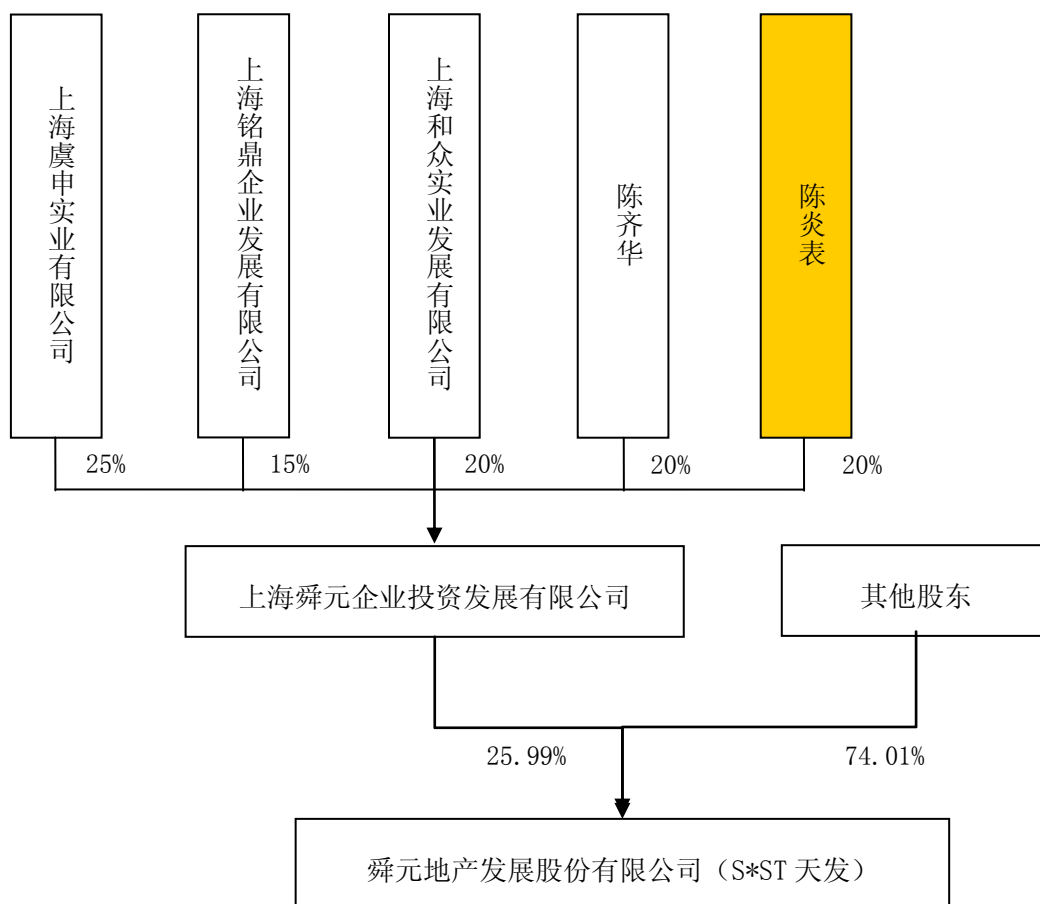 上海虞申实业有限公司
上海铭鼎企业发展有限公司
上海和众实业发展有限公司
陈齐华
陈炎表
25%
15%
20%
20%
20%
上海舜元企业投资发展有限公司
其他股东
25.99%
74.01%
舜元地产发展股份有限公司（S*ST 天发）